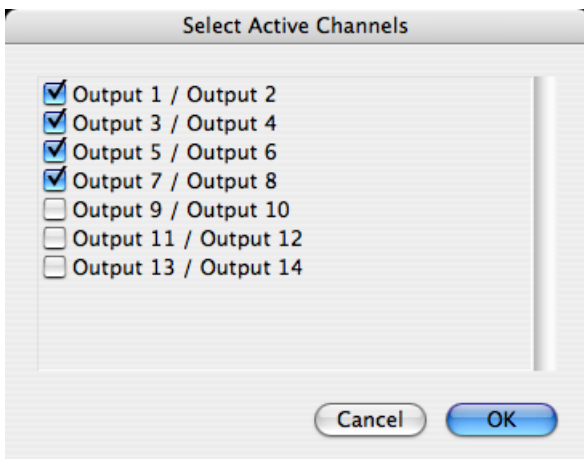 Select Active Channels
Output 1 / Output 2
Output 3 / Output 4
Output 5 / Output 6
Output 7 / Output 8
Output 9 / Output 10
Output 11 / Output 12
Output 13 / Output 14
Cancel OK